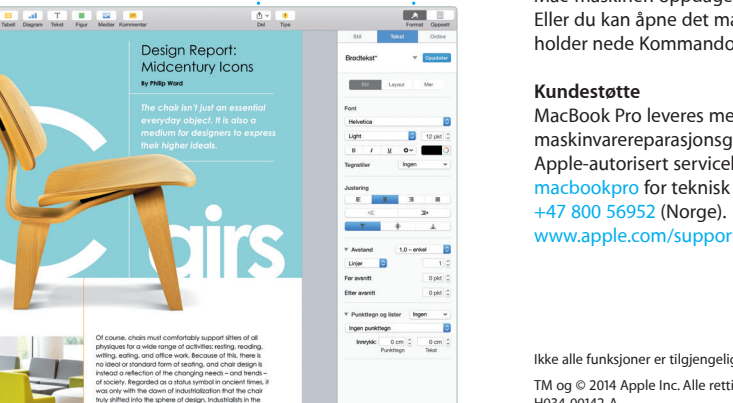 Tabell Diagram Tekst Figur Medier Kommentar Del Tips Format Oppsett
Design Report:
Midcentury Icons
By Philip Ward
The chair isn't just an essential
everyday object. It is also a
medium for designers to express
their higher ideals.
C airs
Of course, chairs must comfortably support sitters of all
physiques for a wide range of activities: resting, reading,
writing, eating, and office work. Because of this, there is
no ideal or standard form of seating, and chair design is
instead a reflection of the changing needs – and trends –
of society. Regarded as a status symbol in ancient times, it
was only with the dawn of industrialization that the chair
truly shifted into the sphere of design. Industrialists in the
Stil Tekst Ordne
Brødtekst* Oppdater
Stil Layout Mer
Font
Helvetica
Light 12 pkt
B I U
Tegnstiler Ingen
Justering
Avstand 1,0 – enkel
Linjer 1
Før avsnitt 0 pkt
Etter avsnitt 0 pkt
Punkttegn og lister Ingen
Ingen punkttegn
Innrykk: 0 cm 0 cm
Punkttegn Tekst
Mac-maskinen oppdage
Eller du kan åpne det ma
holder nede Kommando
Kundestøtte
MacBook Pro leveres me
maskinvarereparasjonsg
Apple-autorisert servicel
macbookpro for teknisk
+47 800 56952 (Norge).
www.apple.com/suppor
Ikke alle funksjoner er tilgjengelig
TM og © 2014 Apple Inc. Alle retti
H034-00142-A